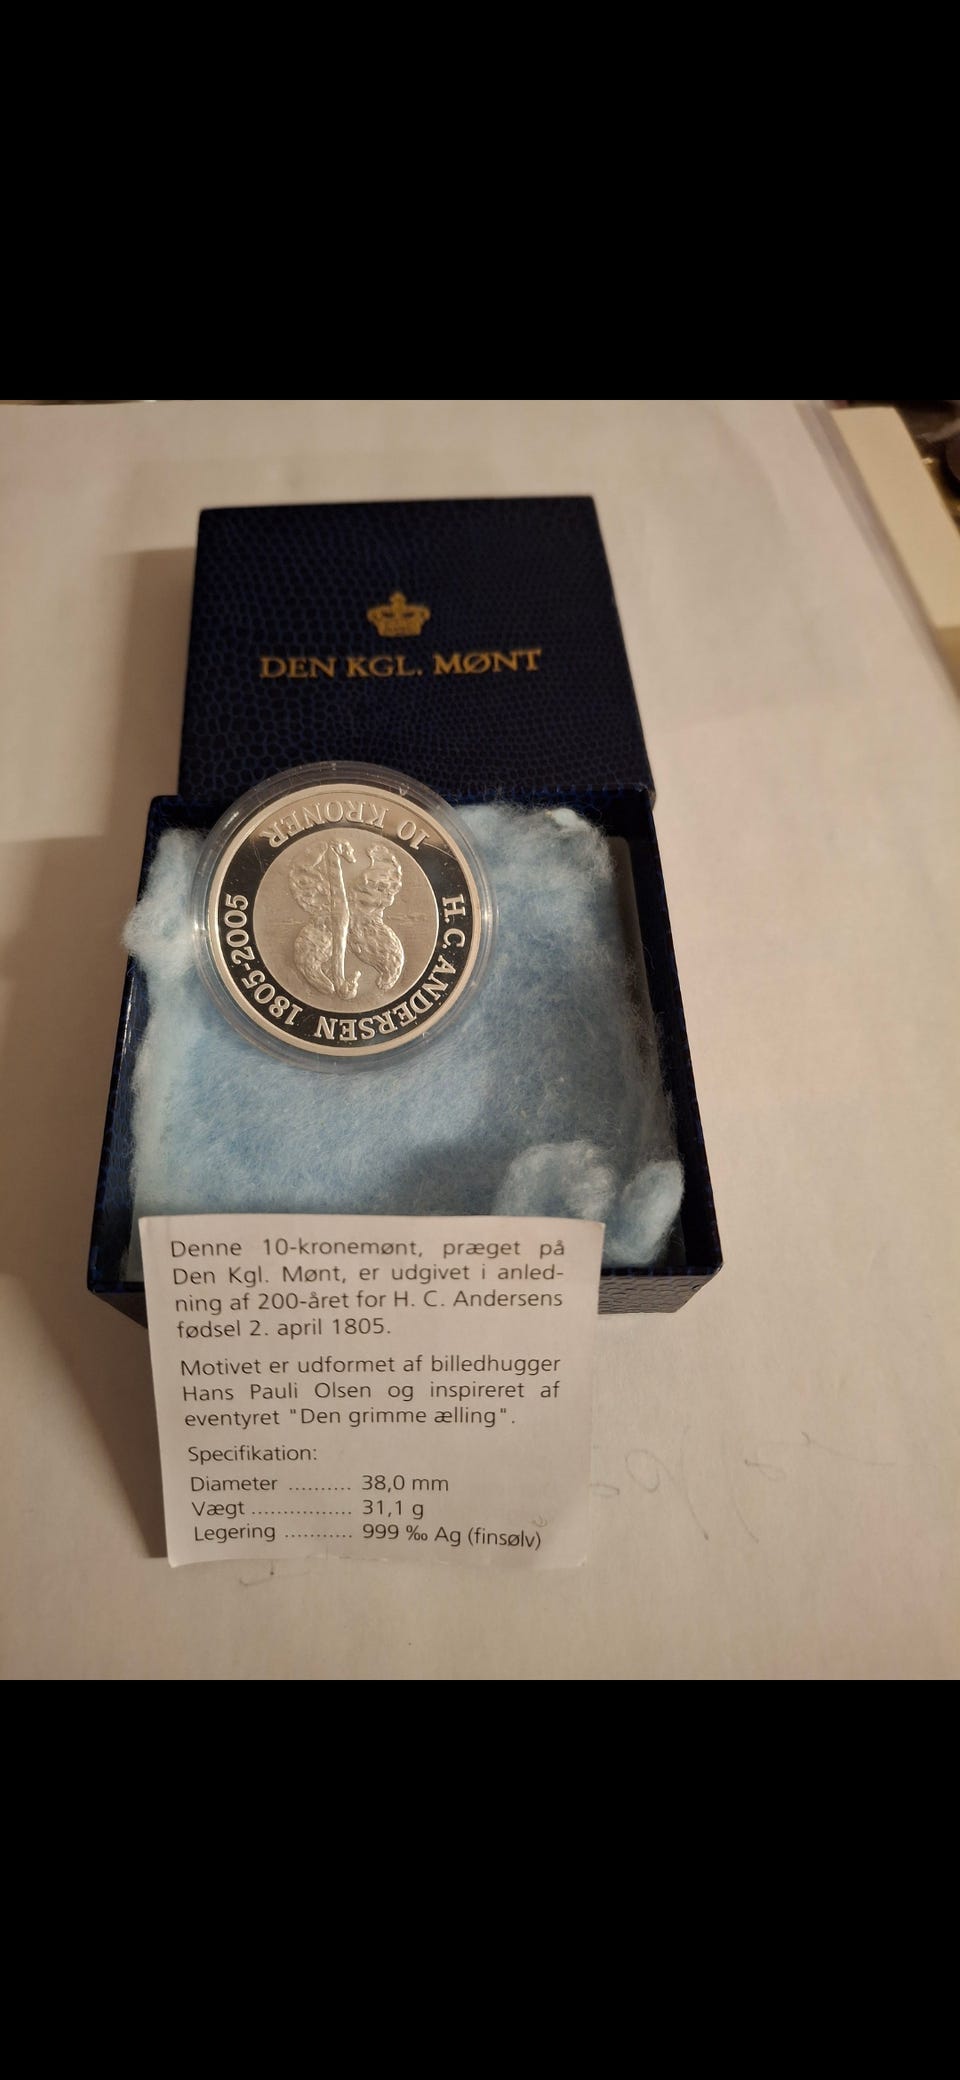 DEN KGL. MØNT
10 KRONER
H.C. ANDERSEN 1805-2005
Denne 10-kronemønt, præget på
Den Kgl. Mønt, er udgivet i anled-
ning af 200-året for H. C. Andersens
fødsel 2. april 1805.
Motivet er udformet af billedhugger
Hans Pauli Olsen og inspireret af
eventyret "Den grimme ælling".
Specifikation:
Diameter .......... 38,0 mm
Vægt ................ 31,1 g
Legering ........... 999 ‰ Ag (finsølv)